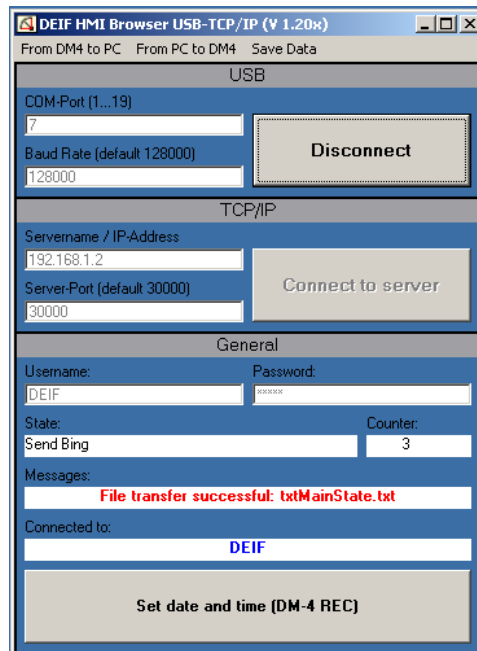 DEIF HMI Browser USB-TCP/IP (V 1.20x)
From DM4 to PC From PC to DM4 Save Data
USB
COM-Port (1...19)
7
Baud Rate (default 128000)
128000
Disconnect
TCP/IP
Servername / IP-Address
192.168.1.2
Server-Port (default 30000)
30000
Connect to server
General
Username: Password:
DEIF *****
State: Counter:
Send Bing 3
Messages:
File transfer successful: txtMainState.txt
Connected to:
DEIF
Set date and time (DM-4 REC)